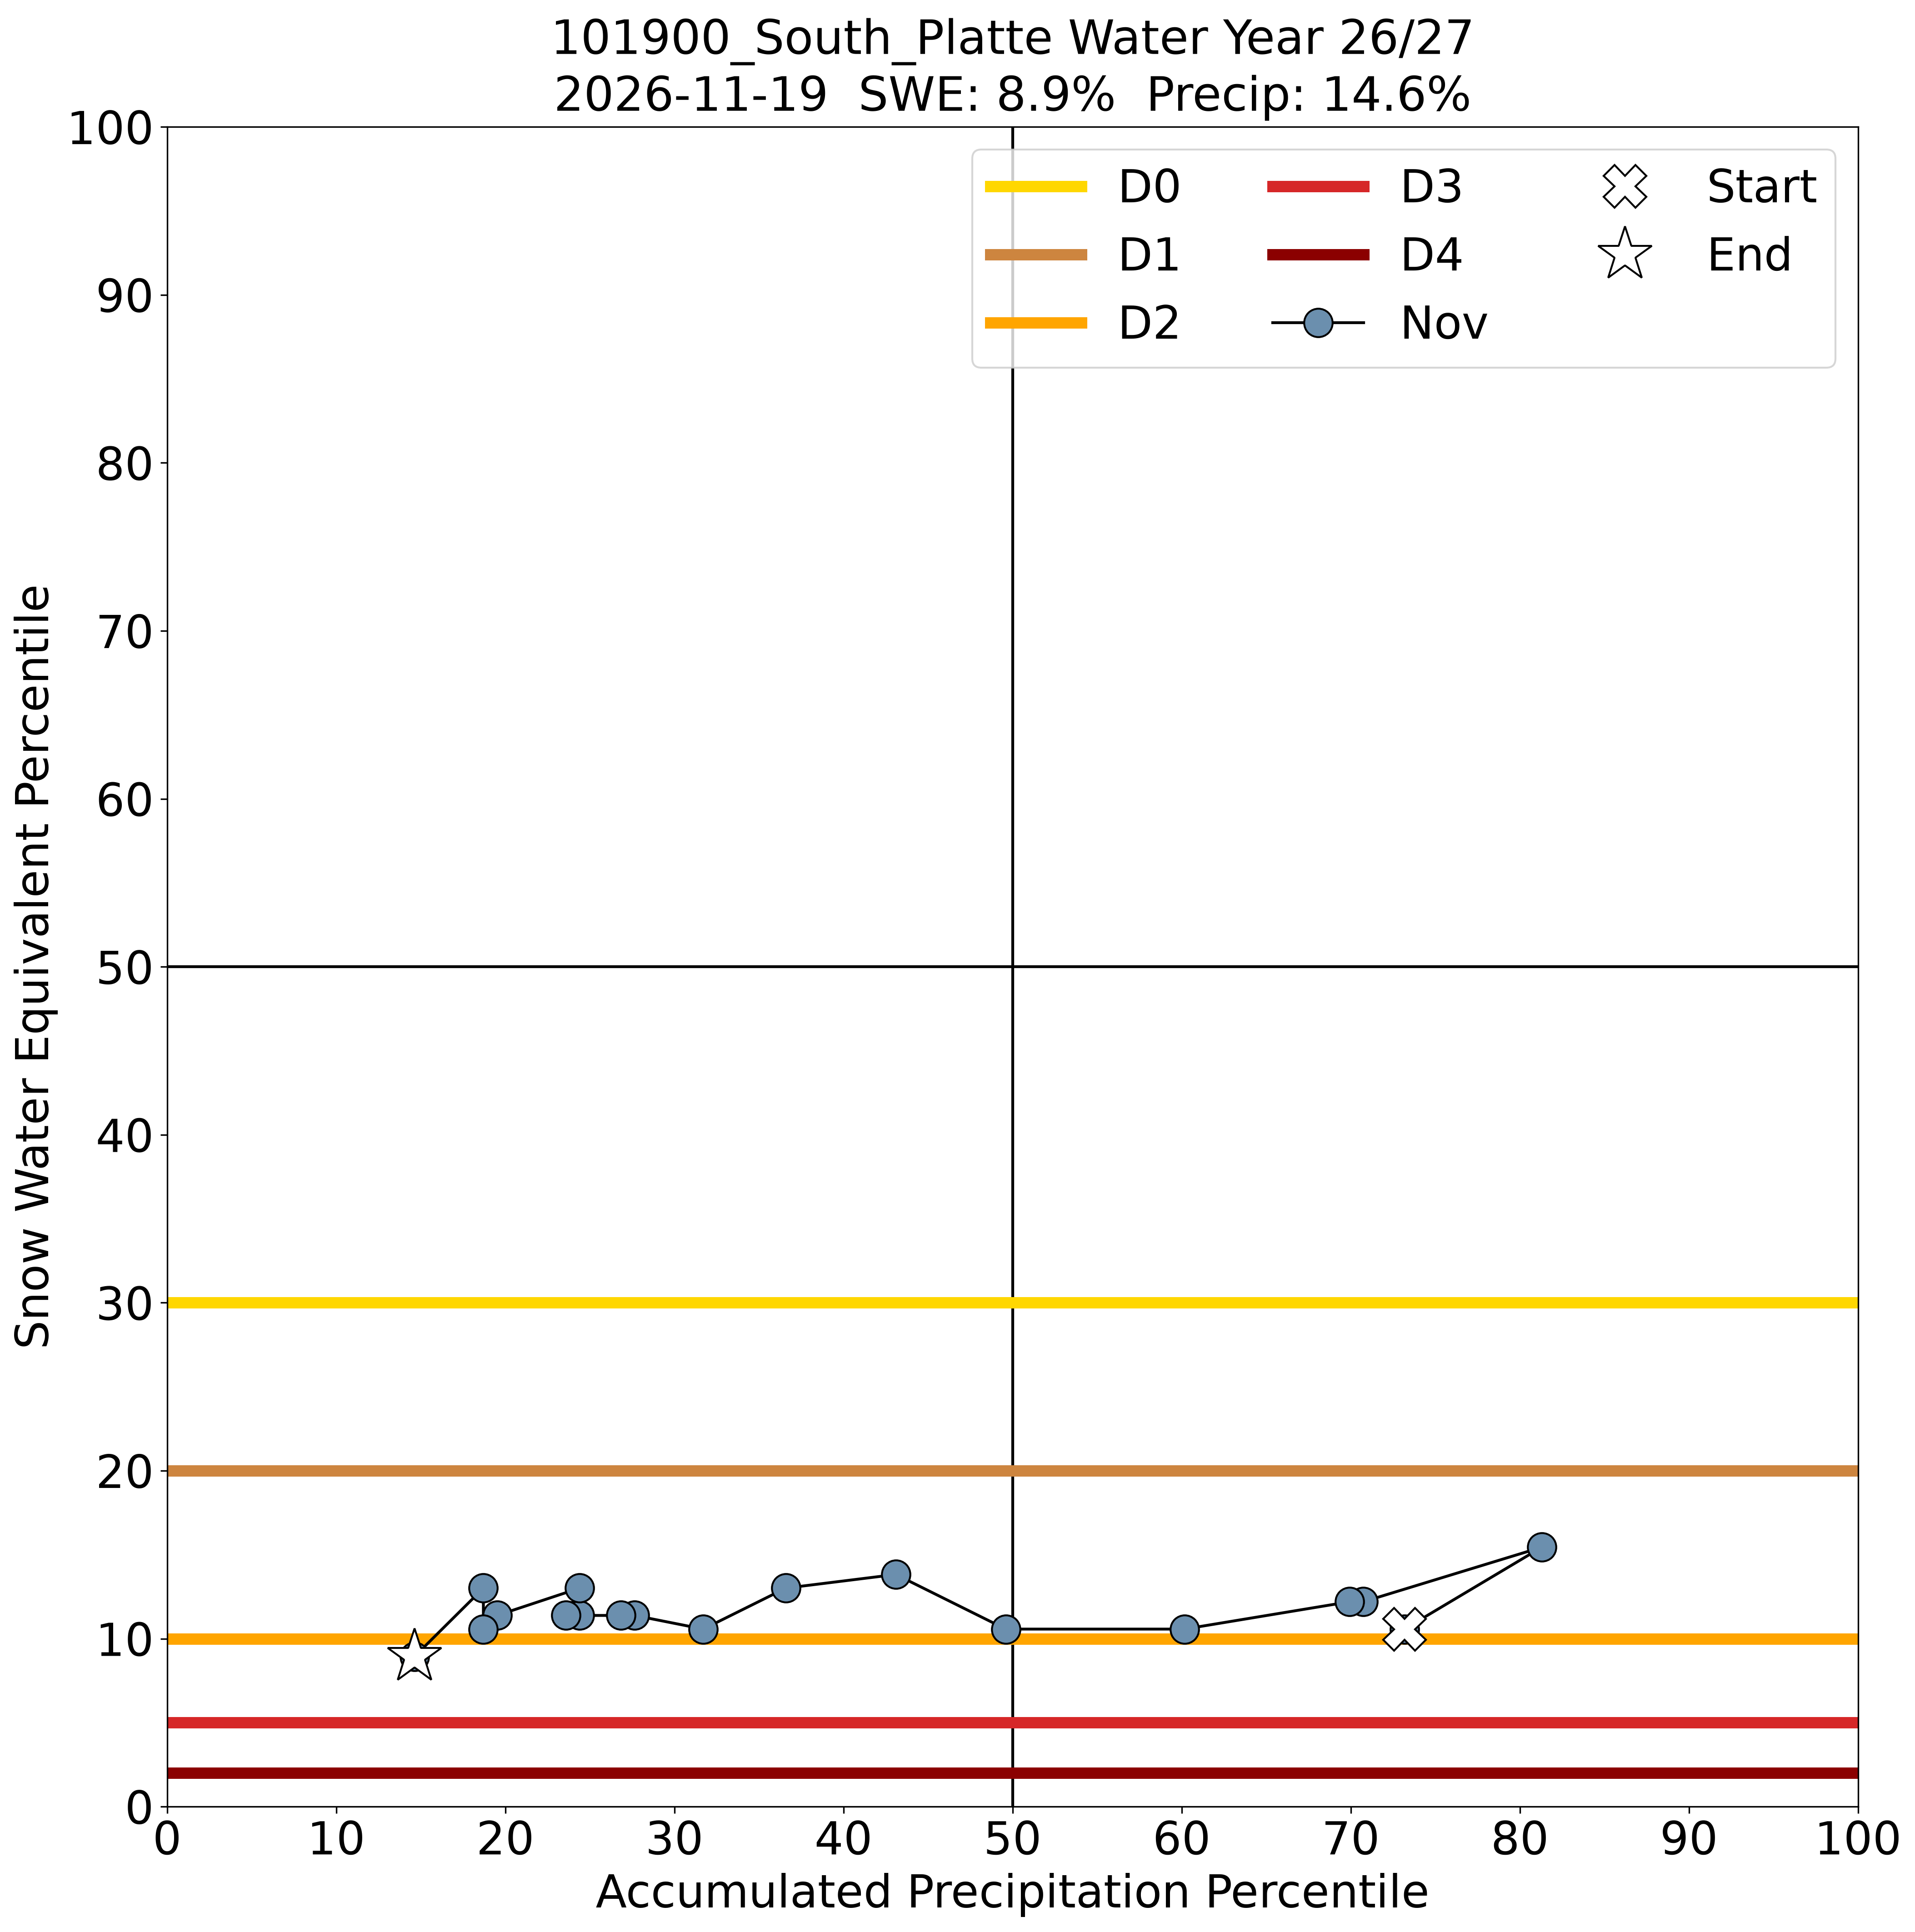 101900_South_Platte Water Year 26/27
2026-11-19  SWE: 8.9%  Precip: 14.6%
D0
D1
D2
D3
D4
Nov
Start
End
Snow Water Equivalent Percentile
100
90
80
70
60
50
40
30
20
10
0
0 10 20 30 40 50 60 70 80 90 100
Accumulated Precipitation Percentile